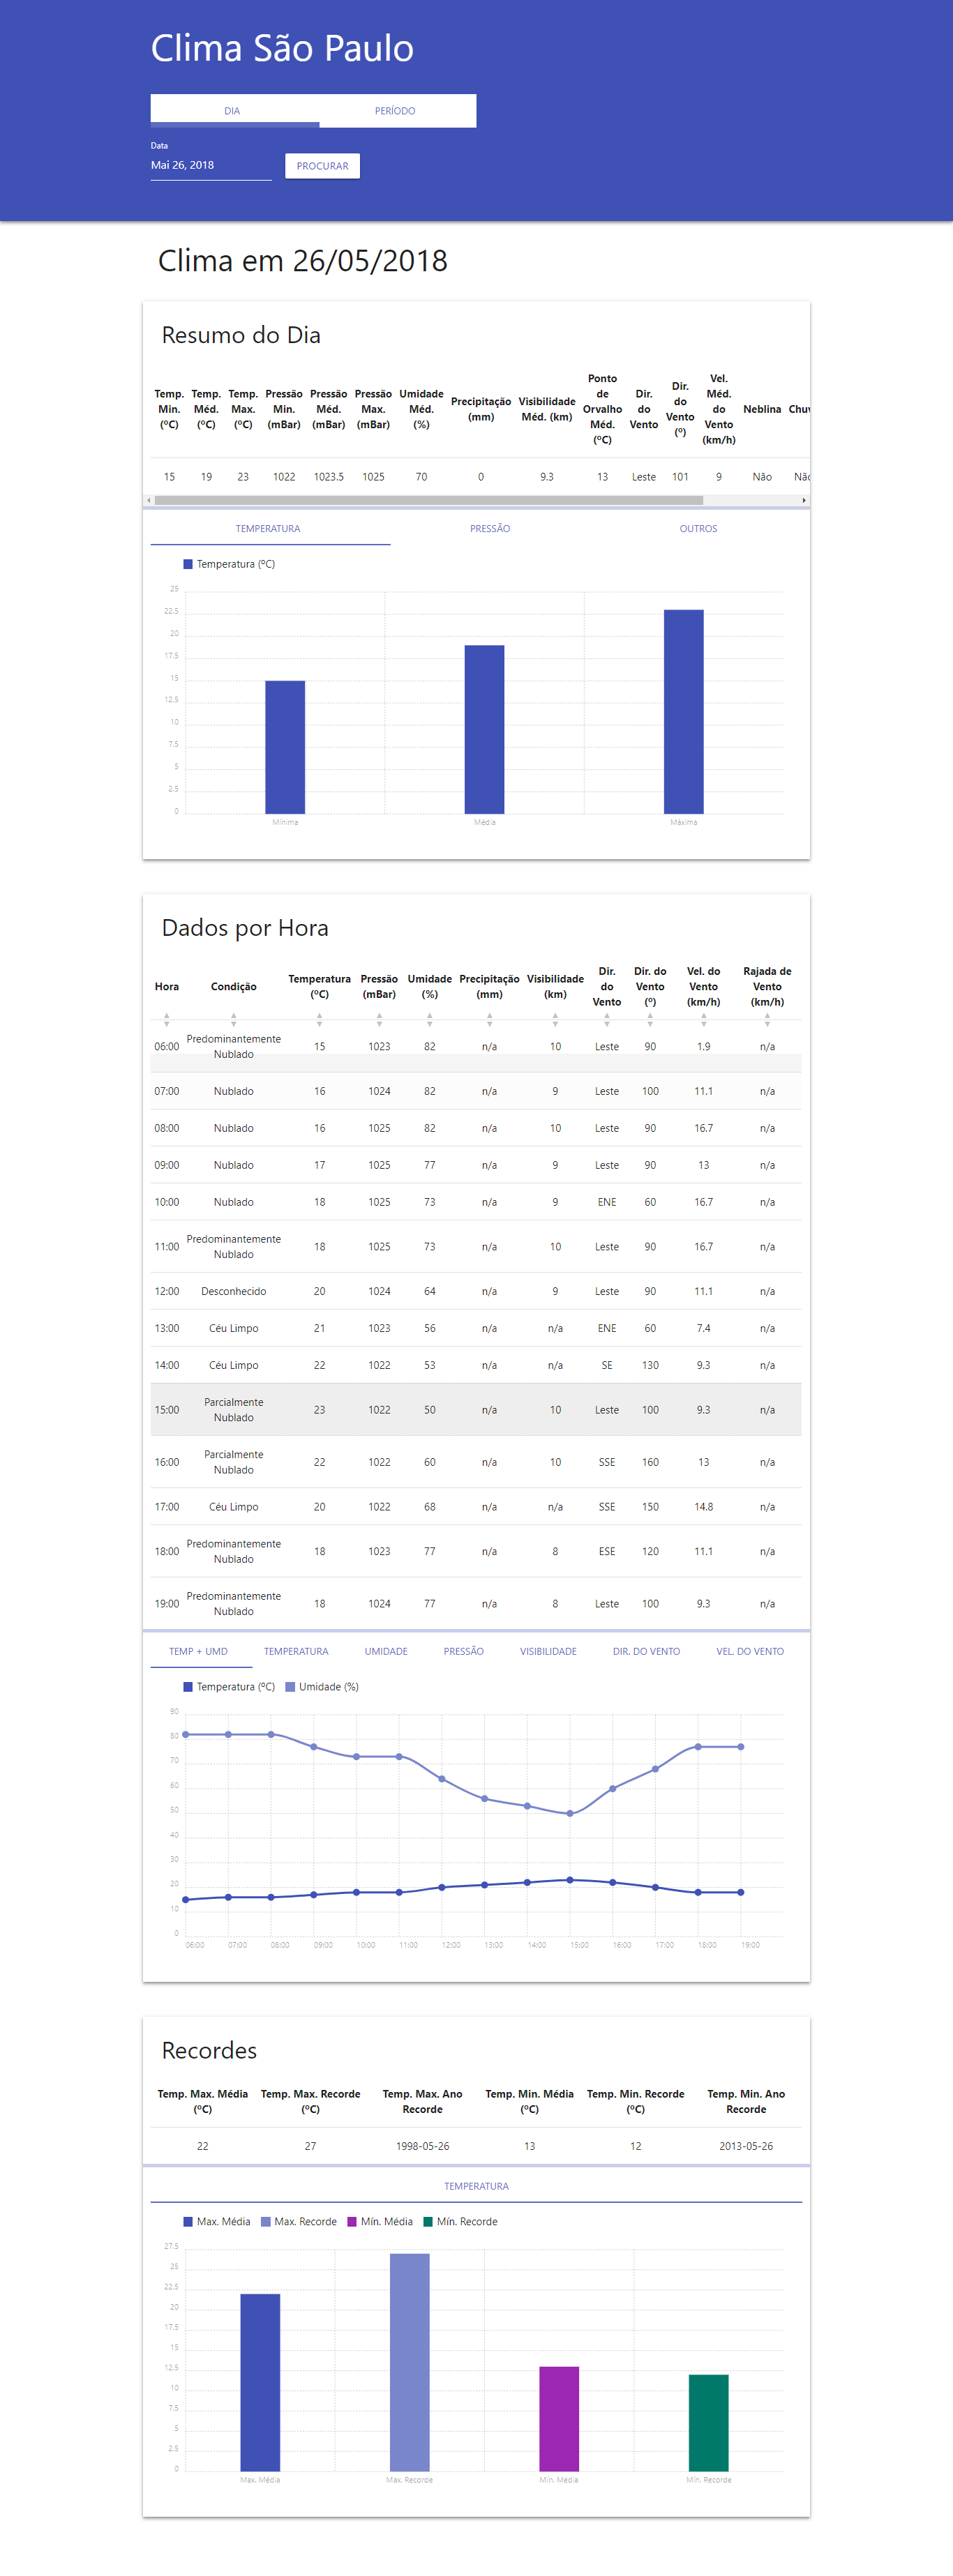 Clima São Paulo
DIA PERÍODO
Data
Mai 26, 2018
PROCURAR
Clima em 26/05/2018
Resumo do Dia
Temp. Min. (ºC) Temp. Méd. (ºC) Temp. Max. (ºC) Pressão Min. (mBar) Pressão Méd. (mBar) Pressão Max. (mBar) Umidade Méd. (%) Precipitação (mm) Visibilidade Méd. (km) Ponto de Orvalho Méd. (ºC) Dir. do Vento Dir. do Vento (º) Vel. Méd. do Vento (km/h) Neblina
15 19 23 1022 1023.5 1025 70 0 9.3 13 Leste 101 9 Não
TEMPERATURA PRESSÃO OUTROS
Temperatura (ºC)
25
22.5
20
17.5
15
12.5
10
7.5
5
2.5
0
Mínima Média Máxima
Dados por Hora
Hora Condição Temperatura (ºC) Pressão (mBar) Umidade (%) Precipitação (mm) Visibilidade (km) Dir. do Vento Dir. do Vento (º) Vel. do Vento (km/h) Rajada de Vento (km/h)
06:00 Predominantemente Nublado 15 1023 82 n/a 10 Leste 90 1.9 n/a
07:00 Nublado 16 1024 82 n/a 9 Leste 100 11.1 n/a
08:00 Nublado 16 1025 82 n/a 10 Leste 90 16.7 n/a
09:00 Nublado 17 1025 77 n/a 9 Leste 90 13 n/a
10:00 Nublado 18 1025 73 n/a 9 ENE 60 16.7 n/a
11:00 Predominantemente Nublado 18 1025 73 n/a 10 Leste 90 16.7 n/a
12:00 Desconhecido 20 1024 64 n/a 9 Leste 90 11.1 n/a
13:00 Céu Limpo 21 1023 56 n/a n/a ENE 60 7.4 n/a
14:00 Céu Limpo 22 1022 53 n/a n/a SE 130 9.3 n/a
15:00 Parcialmente Nublado 23 1022 50 n/a 10 Leste 100 9.3 n/a
16:00 Parcialmente Nublado 22 1022 60 n/a 10 SSE 160 13 n/a
17:00 Céu Limpo 20 1022 68 n/a n/a SSE 150 14.8 n/a
18:00 Predominantemente Nublado 18 1023 77 n/a 8 ESE 120 11.1 n/a
19:00 Predominantemente Nublado 18 1024 77 n/a 8 Leste 100 9.3 n/a
TEMP + UMD TEMPERATURA UMIDADE PRESSÃO VISIBILIDADE DIR. DO VENTO VEL. DO VENTO
Temperatura (ºC) Umidade (%)
90
80
70
60
50
40
30
20
10
0
06:00 07:00 08:00 09:00 10:00 11:00 12:00 13:00 14:00 15:00 16:00 17:00 18:00 19:00
Recordes
Temp. Max. Média (ºC) Temp. Max. Recorde (ºC) Temp. Max. Ano Recorde Temp. Min. Média (ºC) Temp. Min. Recorde (ºC) Temp. Min. Ano Recorde
22 27 1998-05-26 13 12 2013-05-26
TEMPERATURA
Max. Média Max. Recorde Mín. Média Mín. Recorde
27.5
25
22.5
20
17.5
15
12.5
10
7.5
5
2.5
0
Max. Média Max. Recorde Mín. Média Mín. Recorde